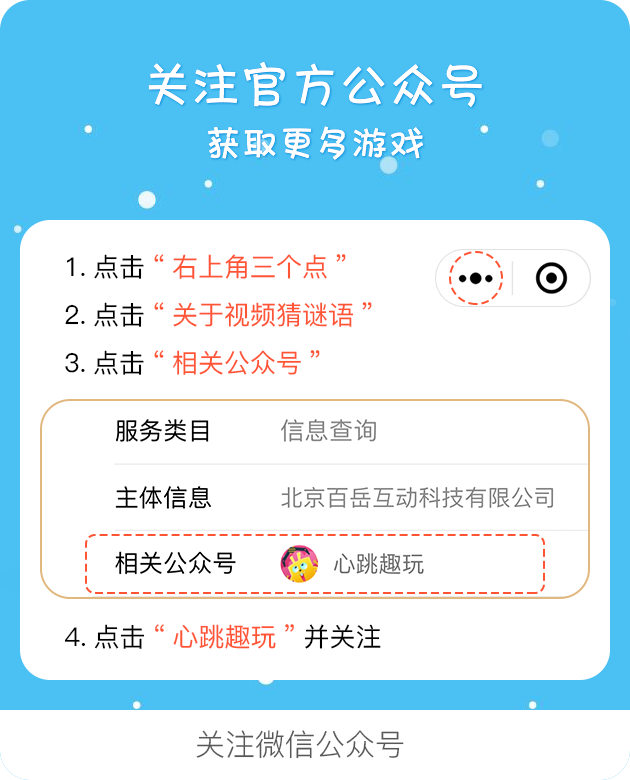 关注官方公众号
获取更多游戏
1. 点击“右上角三个点”
2. 点击“关于视频猜谜语”
3. 点击“相关公众号”
服务类目 信息查询
主体信息 北京百岳互动科技有限公司
相关公众号 心跳趣玩
4. 点击“心跳趣玩”并关注
关注微信公众号